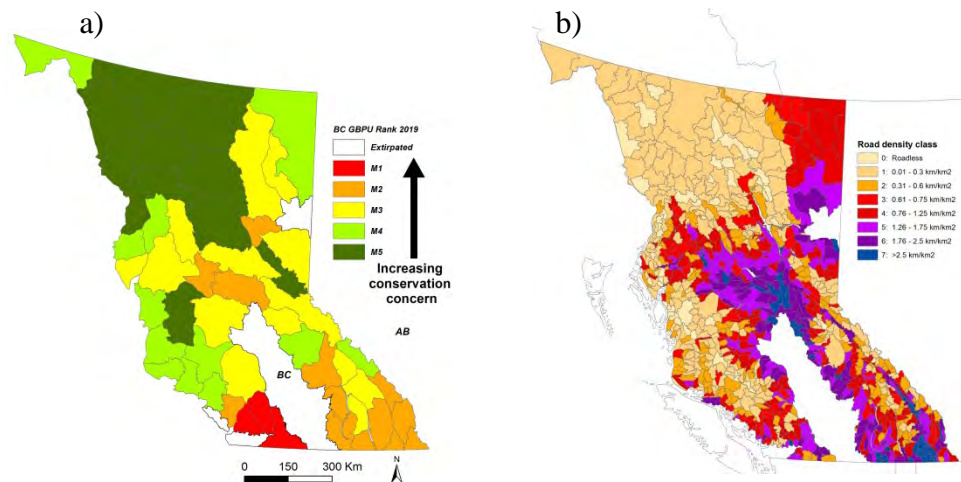 a)
BC GBPU Rank 2019
Extirpated
M1
M2
M3
M4
M5
Increasing
conservation
concern
AB
BC
0 150 300 Km
N
b)
Road density class
0: Roadless
1: 0.01 - 0.3 km/km2
2: 0.31 - 0.6 km/km2
3: 0.61 - 0.75 km/km2
4: 0.76 - 1.25 km/km2
5: 1.26 - 1.75 km/km2
6: 1.76 - 2.5 km/km2
7: >2.5 km/km2